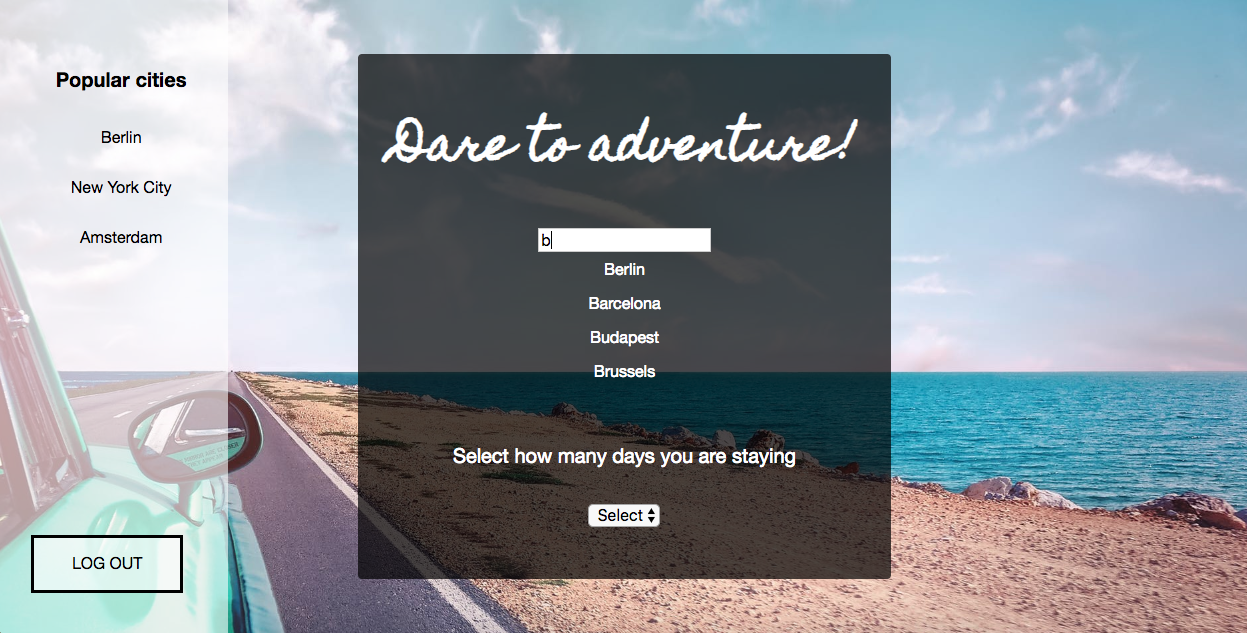 Popular cities
Berlin
New York City
Amsterdam
LOG OUT
Dare to adventure!
b
Berlin
Barcelona
Budapest
Brussels
Select how many days you are staying
Select